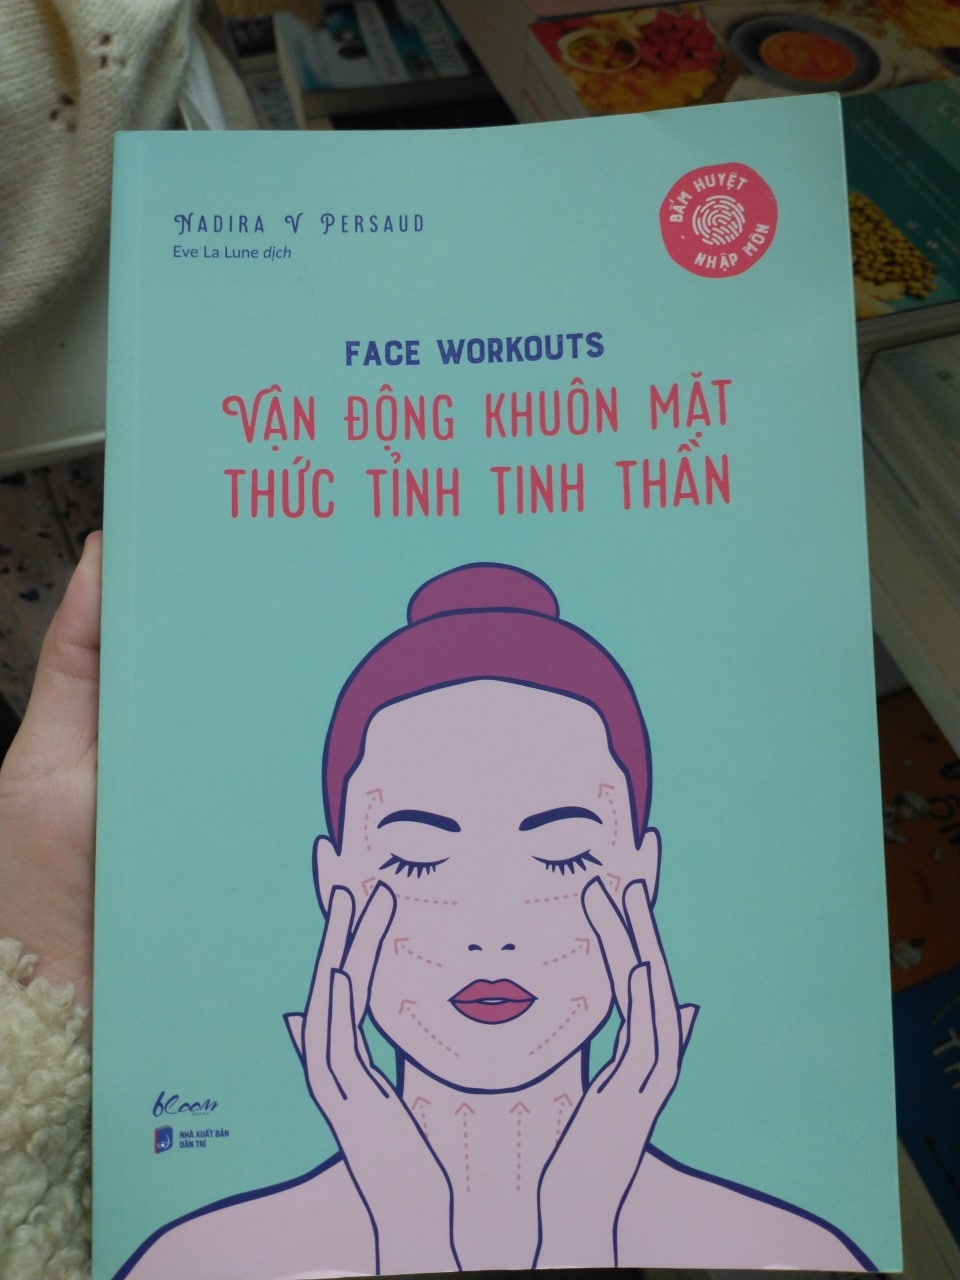 NADIRA V PERSAUD
Eve La Lune dịch
BẤM HUYỆT
NHẬP MÔN
FACE WORKOUTS
VẬN ĐỘNG KHUÔN MẶT
THỨC TỈNH TINH THẦN
bloom
NHÀ XUẤT BẢN
DÂN TRÍ